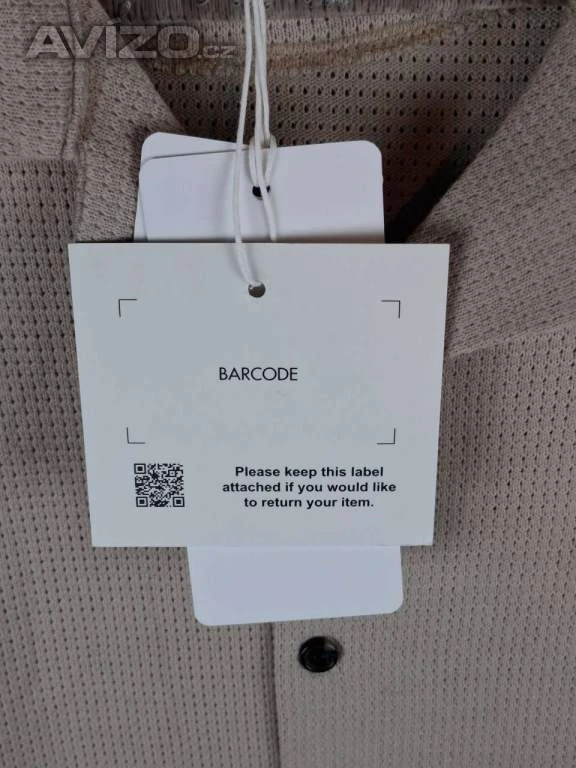 AVIZO.cz
BARCODE
Please keep this label
attached if you would like
to return your item.